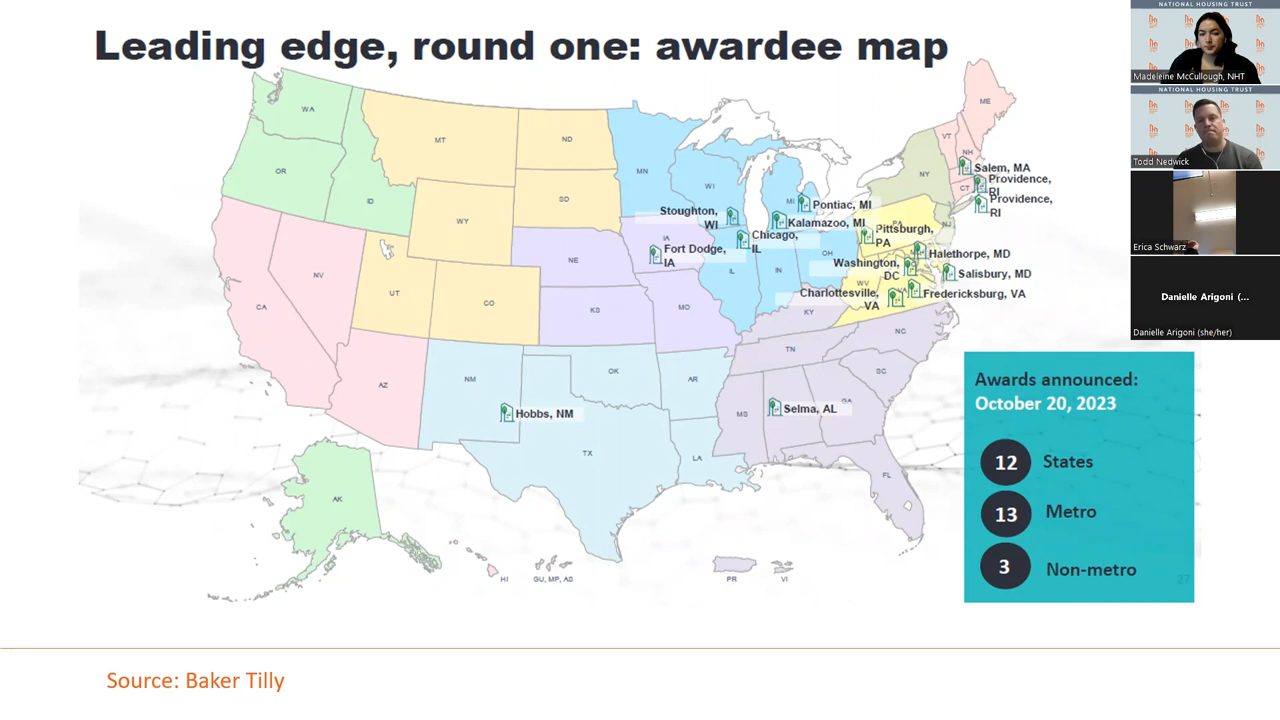 Leading edge, round one: awardee map
NATIONAL HOUSING TRUST
Madeleine McCullough, NHT
NATIONAL HOUSING TRUST
Todd Nedwick
Erica Schwarz
Danielle Arigoni (...
Danielle Arigoni (she/her)
WA
OR
ID
MT
ND
SD
WY
NV
CA
UT
CO
AZ
NM
NE
KS
OK
TX
MN
WI
IA
MO
AR
LA
MI
IL
IN
OH
KY
TN
MS
GA
FL
SC
NC
WV
VA
PA
NY
NJ
CT
VT
NH
ME
AK
HI
GU, MP, AS
PR
VI
Salem, MA
Providence,
RI
Providence,
RI
Pontiac, MI
Stoughton,
WI
Kalamazoo, MI
Chicago,
IL
Fort Dodge,
IA
Pittsburgh,
PA
Halethorpe, MD
Washington,
DC
Salisbury, MD
Charlottesville,
VA
Fredericksburg, VA
Hobbs, NM
Selma, AL
Awards announced:
October 20, 2023
12 States
13 Metro
3 Non-metro
27
Source: Baker Tilly